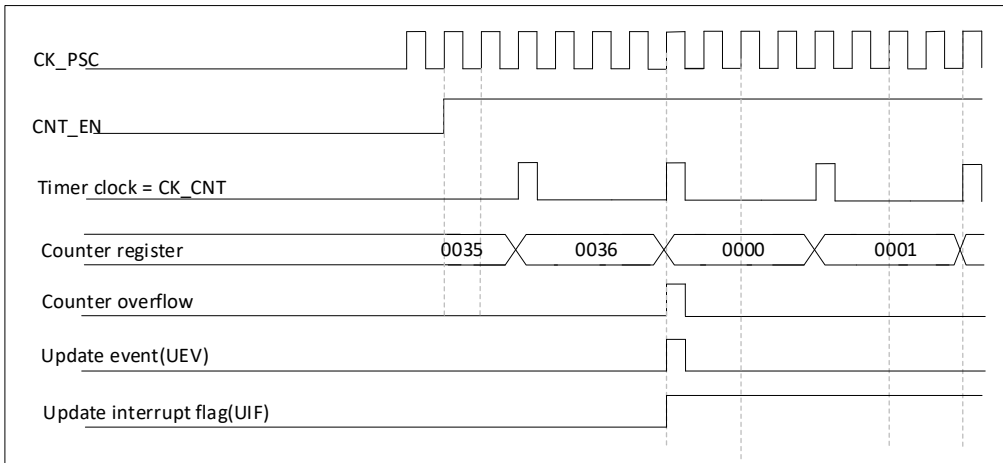 CK_PSC
CNT_EN
Timer clock = CK_CNT
Counter register 0035 0036 0000 0001
Counter overflow
Update event(UEV)
Update interrupt flag(UIF)